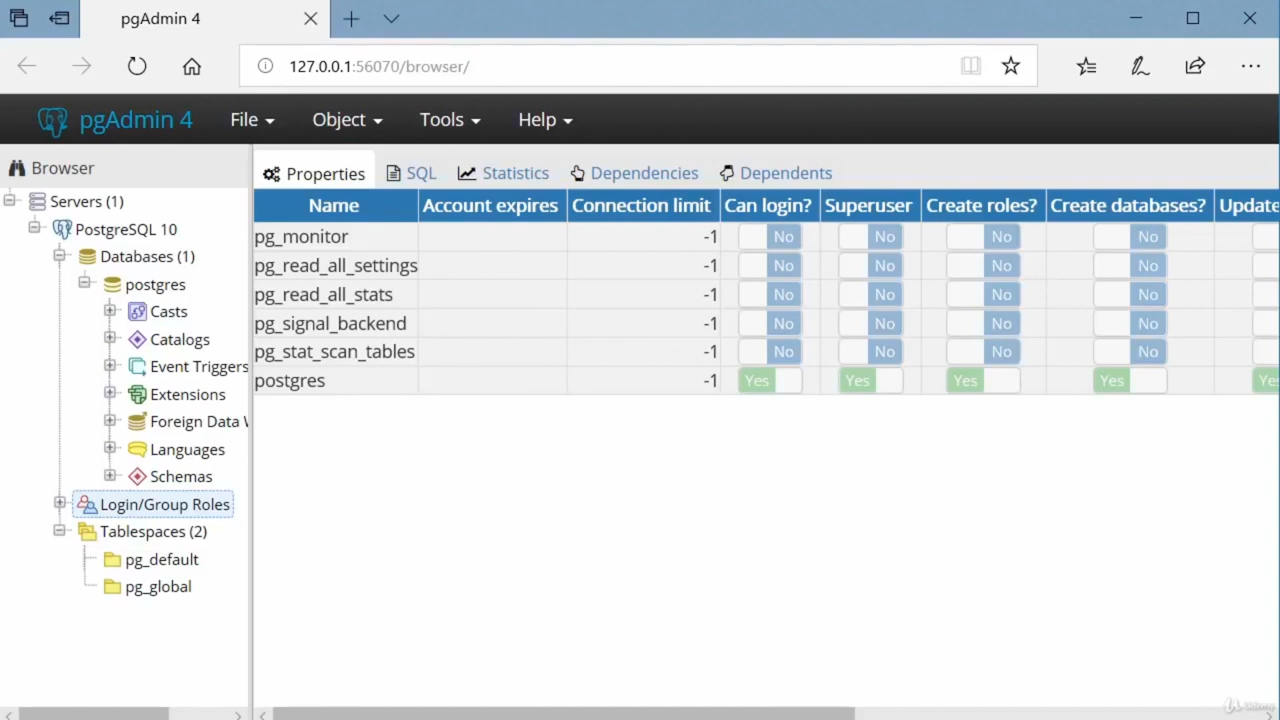 pgAdmin 4
127.0.0.1:56070/browser/
pgAdmin 4 File Object Tools Help
Browser
Servers (1)
PostgreSQL 10
Databases (1)
postgres
Casts
Catalogs
Event Triggers
Extensions
Foreign Data
Languages
Schemas
Login/Group Roles
Tablespaces (2)
pg_default
pg_global
Properties SQL Statistics Dependencies Dependents
Name Account expires Connection limit Can login? Superuser Create roles? Create databases? Update
pg_monitor -1 No No No No
pg_read_all_settings -1 No No No No
pg_read_all_stats -1 No No No No
pg_signal_backend -1 No No No No
pg_stat_scan_tables -1 No No No No
postgres -1 Yes Yes Yes Yes Yes
Udemy